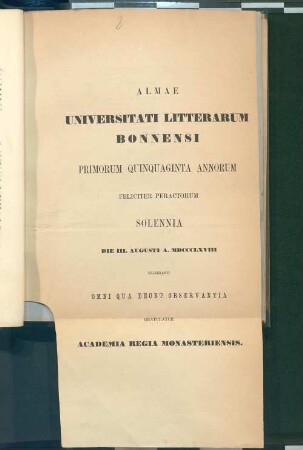 ALMAE
UNIVERSITATI LITTERARUM
BONNENSI
PRIMORUM QUINQUAGINTA ANNORUM
FELICITER PERACTORUM
SOLENNIA
DIE III. AUGUSTI A. MDCCCLXVIII
OMNI QUA DECET OBSERVANTIA
GRATULATUR
ACADEMIA REGIA MONASTERIENSIS.